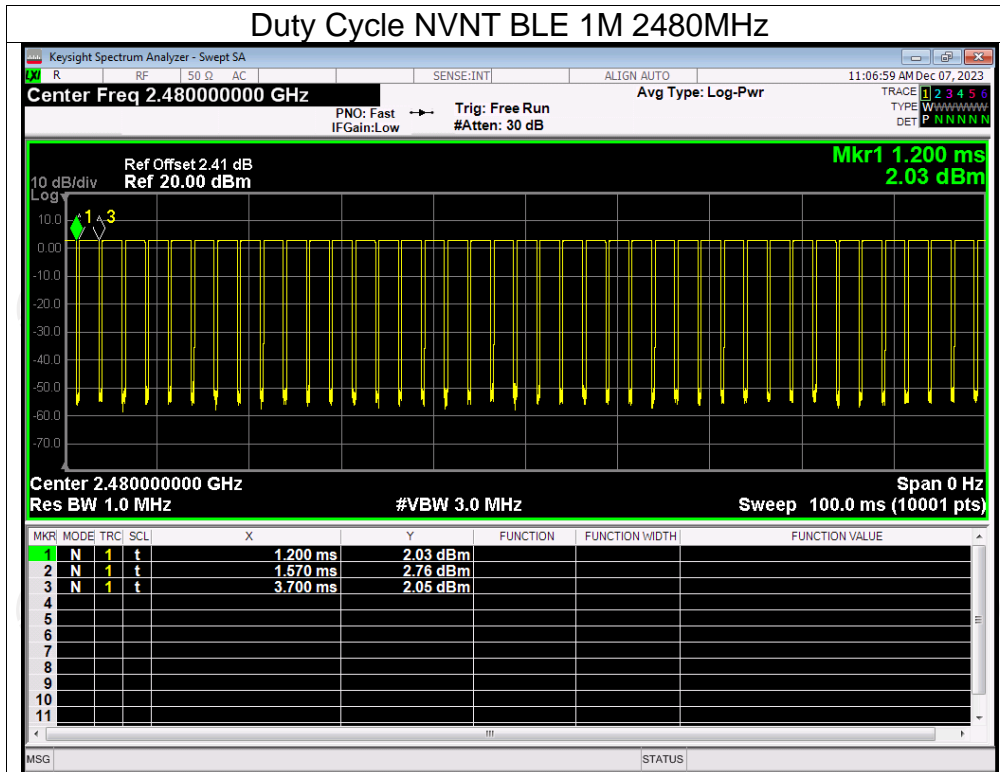 Duty Cycle NVNT BLE 1M 2480MHz
Keysight Spectrum Analyzer - Swept SA
LXI R RF 50 Ω AC SENSE:INT ALIGN AUTO 11:06:59 AM Dec 07, 2023
Center Freq 2.480000000 GHz Avg Type: Log-Pwr TRACE 1 2 3 4 5 6
PNO: Fast Trig: Free Run TYPE WWWWWW
IFGain:Low #Atten: 30 dB DET P N N N N N
Mkr1 1.200 ms
Ref Offset 2.41 dB
10 dB/div Ref 20.00 dBm 2.03 dBm
Log
10.0 1 3
0.00
-10.0
-20.0
-30.0
-40.0
-50.0
-60.0
-70.0
Center 2.480000000 GHz Span 0 Hz
Res BW 1.0 MHz #VBW 3.0 MHz Sweep 100.0 ms (10001 pts)
MKR MODE TRC SCL X Y FUNCTION FUNCTION WIDTH FUNCTION VALUE
1 N 1 t 1.200 ms 2.03 dBm
2 N 1 t 1.570 ms 2.76 dBm
3 N 1 t 3.700 ms 2.05 dBm
4
5
6
7
8
9
10
11
MSG STATUS